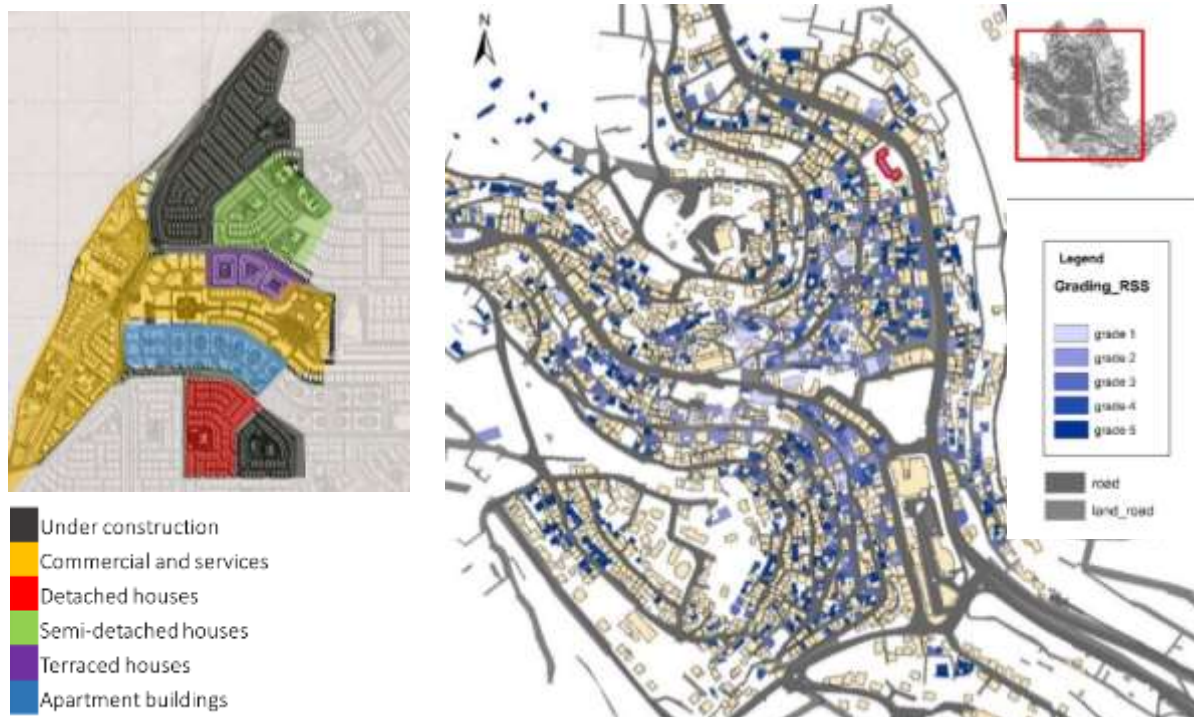 Under construction
Commercial and services
Detached houses
Semi-detached houses
Terraced houses
Apartment buildings
N
Legend
Grading_RSS
grade 1
grade 2
grade 3
grade 4
grade 5
road
land_road